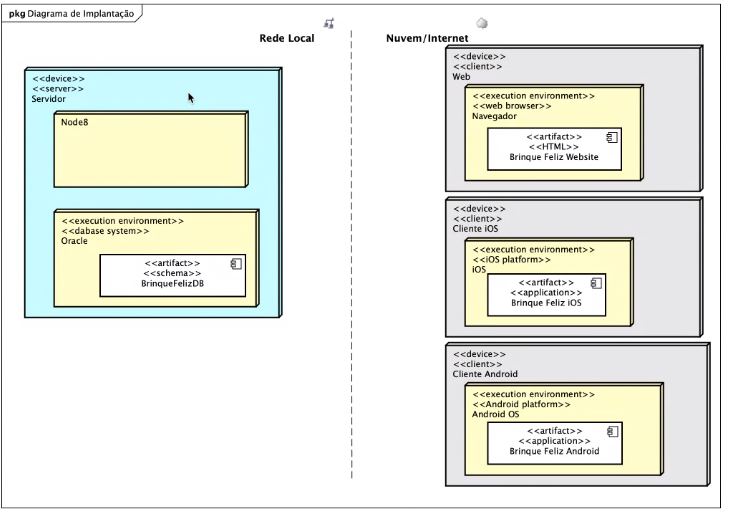 pkg Diagrama de Implantação
Rede Local
Nuvem/Internet
<<device>>
<<server>>
Servidor
Node8
<<execution environment>>
<<dabase system>>
Oracle
<<artifact>>
<<schema>>
BrinqueFelizDB
<<device>>
<<client>>
Web
<<execution environment>>
<<web browser>>
Navegador
<<artifact>>
<<HTML>>
Brinque Feliz Website
<<device>>
<<client>>
Cliente iOS
<<execution environment>>
<<iOS platform>>
iOS
<<artifact>>
<<application>>
Brinque Feliz iOS
<<device>>
<<client>>
Cliente Android
<<execution environment>>
<<Android platform>>
Android OS
<<artifact>>
<<application>>
Brinque Feliz Android